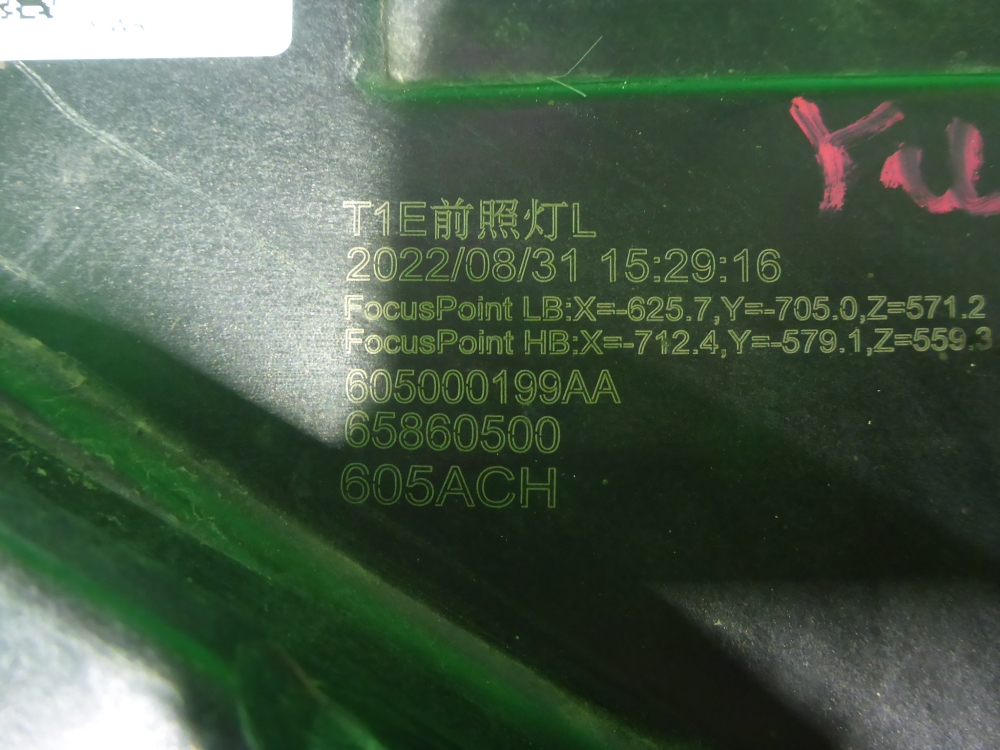 T1E前照灯L
2022/08/31 15:29:16
FocusPoint LB:X=-625.7,Y=-705.0,Z=571.2
FocusPoint HB:X=-712.4,Y=-579.1,Z=559.3
605000199AA
65860500
605ACH
Yu